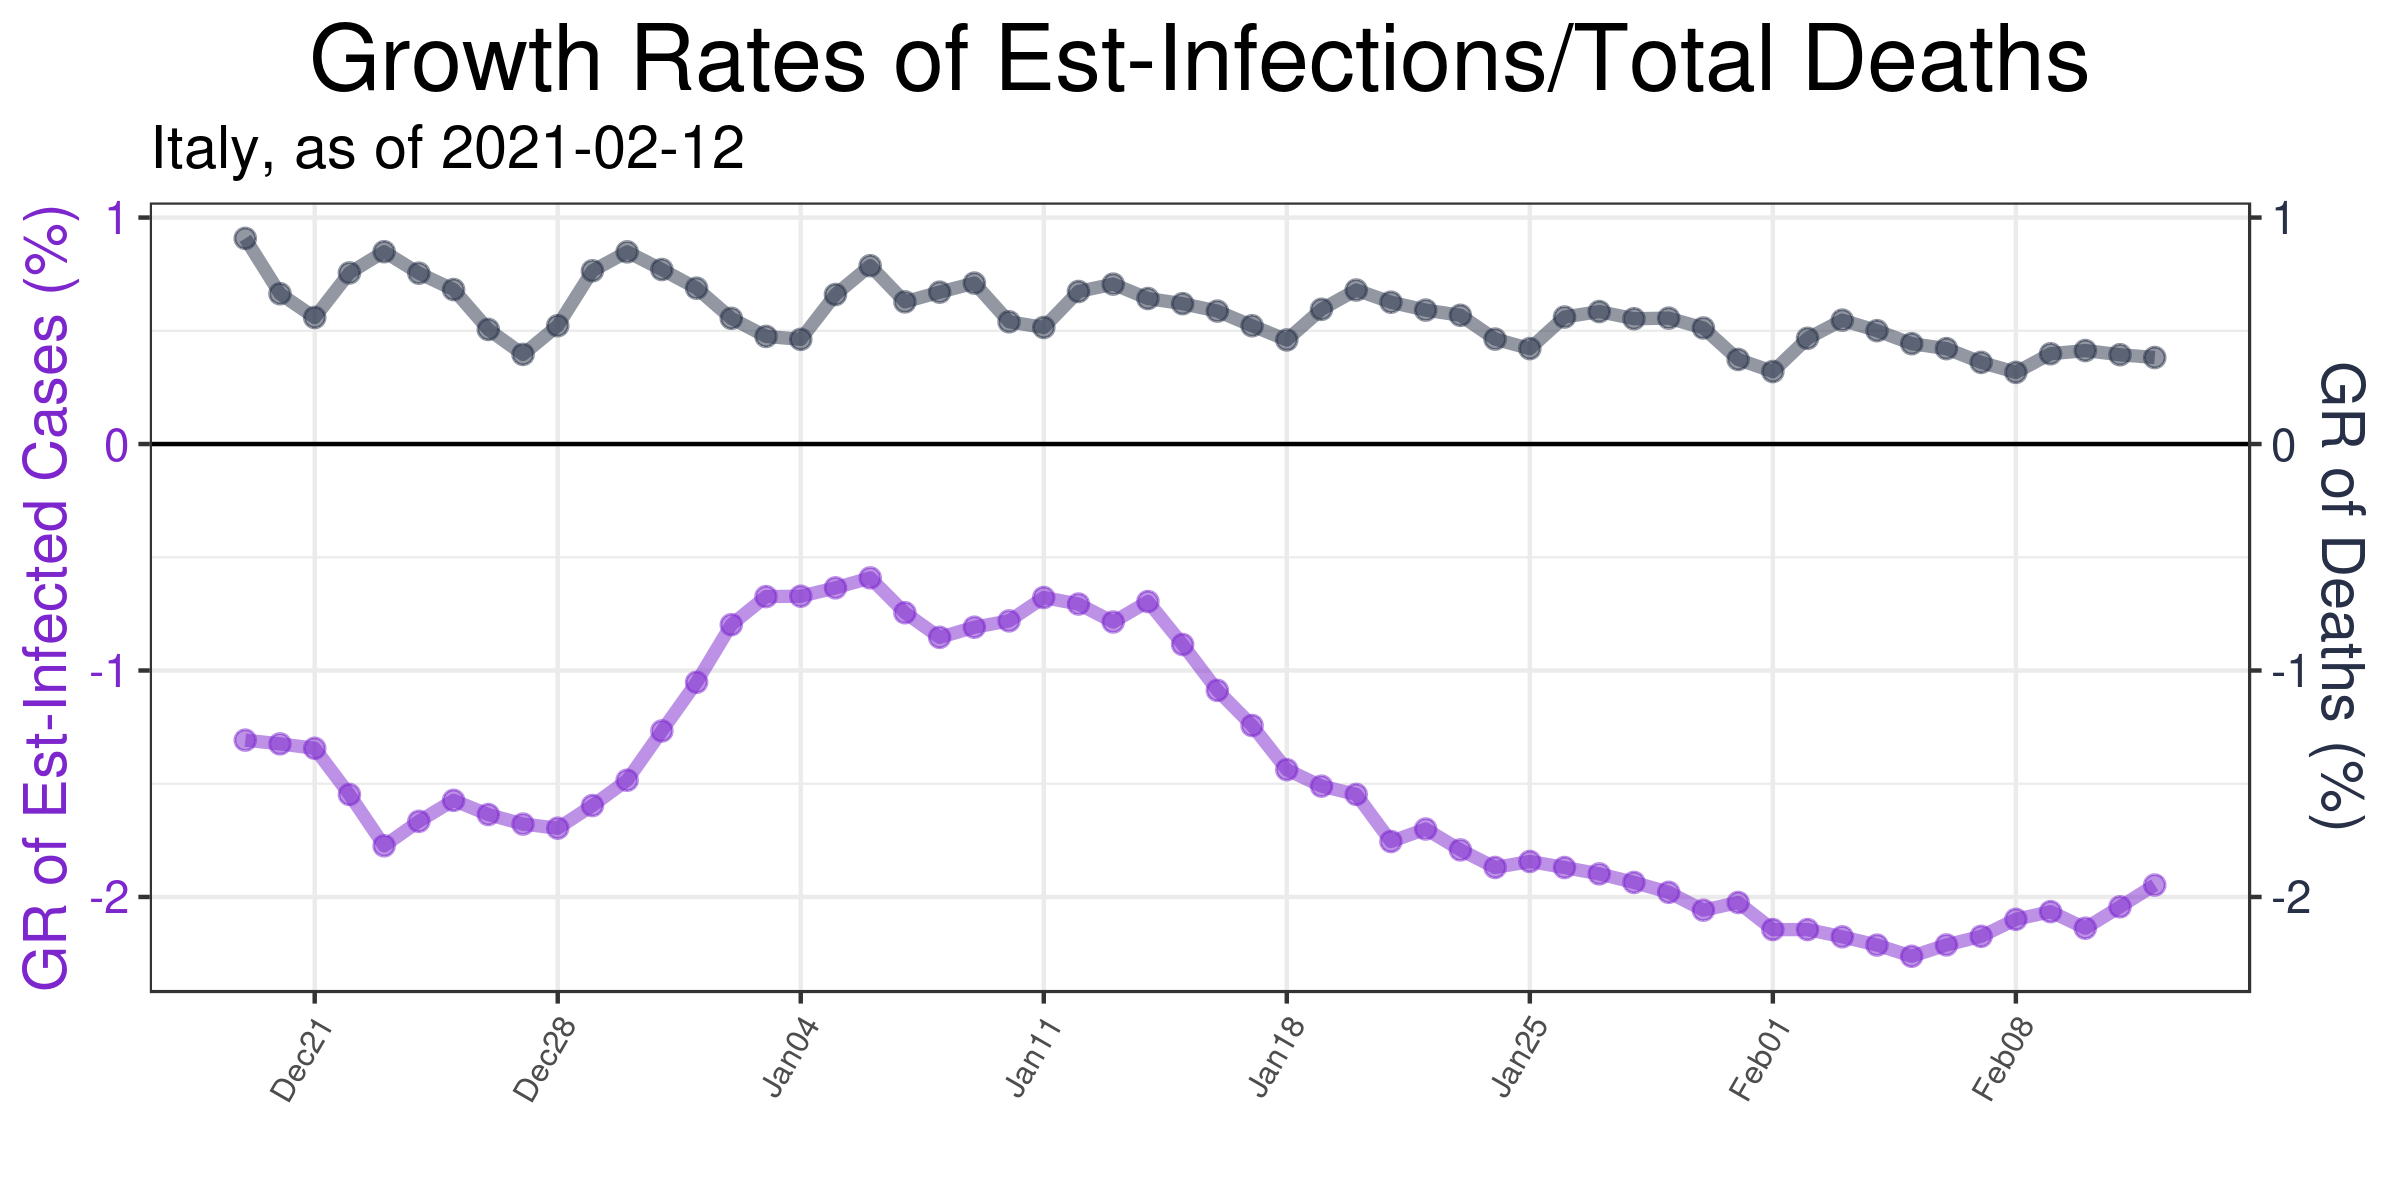 Growth Rates of Est-Infections/Total Deaths
Italy, as of 2021-02-12
GR of Est-Infected Cases (%)
1
0
-1
-2
1
0
-1
-2
GR of Deaths (%)
Dec21
Dec28
Jan04
Jan11
Jan18
Jan25
Feb01
Feb08